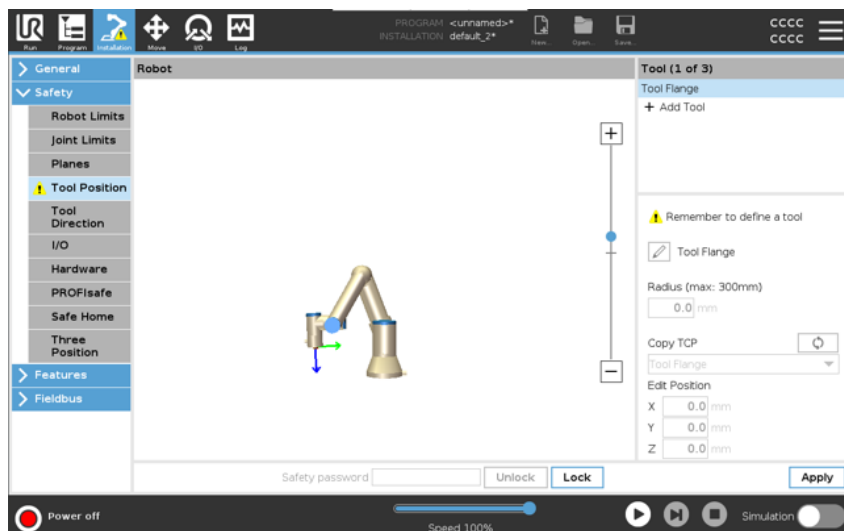 UR
PROGRAM <unnamed>*
INSTALLATION default_2*
CCCC
CCCC
Run Program Installation Move I/O Log New... Open... Save...
General
Safety
Robot Limits
Joint Limits
Planes
Tool Position
Tool
Direction
I/O
Hardware
PROFIsafe
Safe Home
Three
Position
Features
Fieldbus
Robot
Safety password
Unlock
Lock
Tool (1 of 3)
Tool Flange
+ Add Tool
Remember to define a tool
Tool Flange
Radius (max: 300mm)
0.0 mm
Copy TCP
Tool Flange
Edit Position
X 0.0 mm
Y 0.0 mm
Z 0.0 mm
Apply
Power off
Speed 100%
Simulation